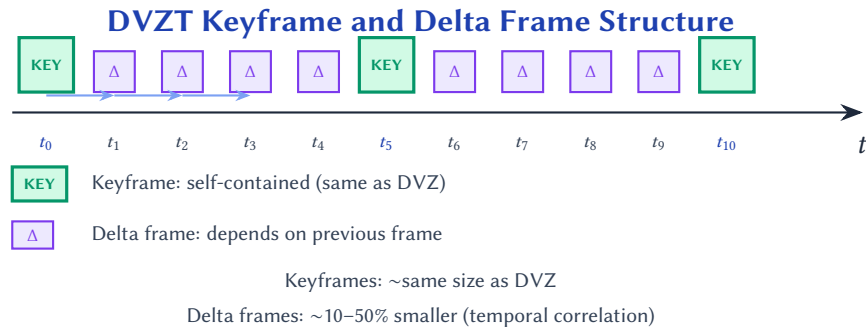 DVZT Keyframe and Delta Frame Structure
KEY Δ Δ Δ Δ KEY Δ Δ Δ Δ KEY
t0 t1 t2 t3 t4 t5 t6 t7 t8 t9 t10 t
KEY Keyframe: self-contained (same as DVZ)
Δ Delta frame: depends on previous frame
Keyframes: ~same size as DVZ
Delta frames: ~10–50% smaller (temporal correlation)